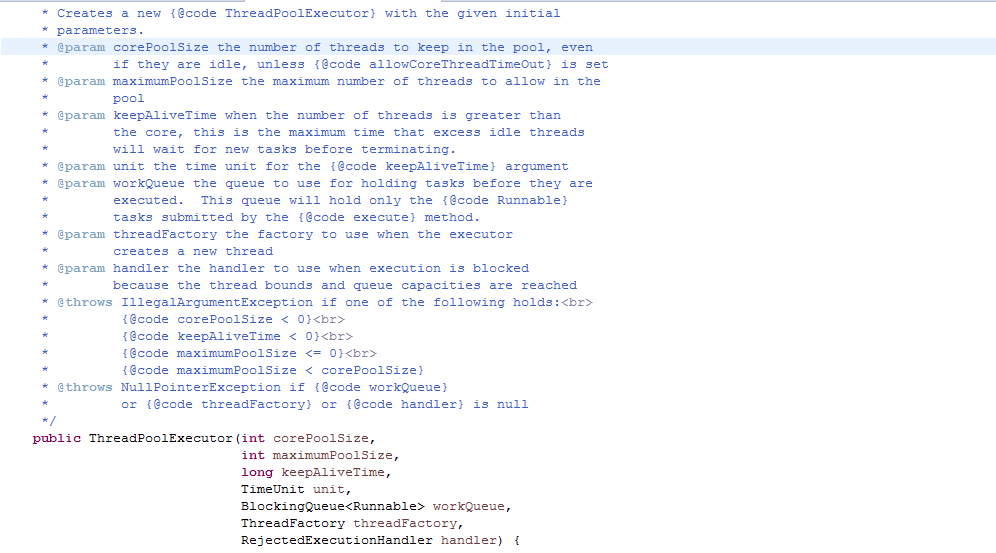 * Creates a new {@code ThreadPoolExecutor} with the given initial
* parameters.
* @param corePoolSize the number of threads to keep in the pool, even
*        if they are idle, unless {@code allowCoreThreadTimeOut} is set
* @param maximumPoolSize the maximum number of threads to allow in the
*        pool
* @param keepAliveTime when the number of threads is greater than
*        the core, this is the maximum time that excess idle threads
*        will wait for new tasks before terminating.
* @param unit the time unit for the {@code keepAliveTime} argument
* @param workQueue the queue to use for holding tasks before they are
*        executed.  This queue will hold only the {@code Runnable}
*        tasks submitted by the {@code execute} method.
* @param threadFactory the factory to use when the executor
*        creates a new thread
* @param handler the handler to use when execution is blocked
*        because the thread bounds and queue capacities are reached
* @throws IllegalArgumentException if one of the following holds:<br>
*         {@code corePoolSize < 0}<br>
*         {@code keepAliveTime < 0}<br>
*         {@code maximumPoolSize <= 0}<br>
*         {@code maximumPoolSize < corePoolSize}
* @throws NullPointerException if {@code workQueue}
*         or {@code threadFactory} or {@code handler} is null
*/
public ThreadPoolExecutor(int corePoolSize,
                          int maximumPoolSize,
                          long keepAliveTime,
                          TimeUnit unit,
                          BlockingQueue<Runnable> workQueue,
                          ThreadFactory threadFactory,
                          RejectedExecutionHandler handler) {